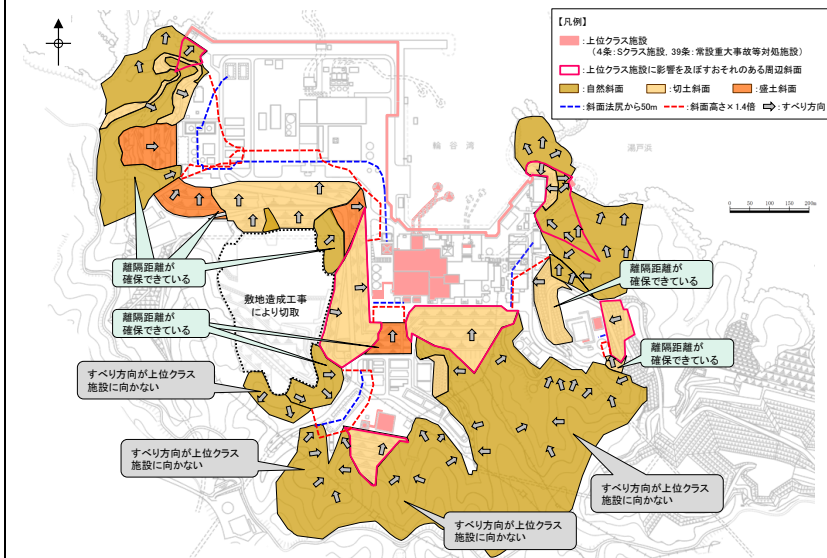 【凡例】
:上位クラス施設
(4条:Sクラス施設, 39条:常設重大事故等対処施設)
:上位クラス施設に影響を及ぼすおそれのある周辺斜面
:自然斜面 :切土斜面 :盛土斜面
:斜面法尻から50m :斜面高さ×1.4倍 :すべり方向
輪谷湾
湯戸浜
0 50 100 150 200m
離隔距離が
確保できている
敷地造成工事
により切取
離隔距離が
確保できている
離隔距離が
確保できている
離隔距離が
確保できている
すべり方向が上位クラス
施設に向かない
すべり方向が上位クラス
施設に向かない
すべり方向が上位クラス
施設に向かない
すべり方向が上位クラス
施設に向かない